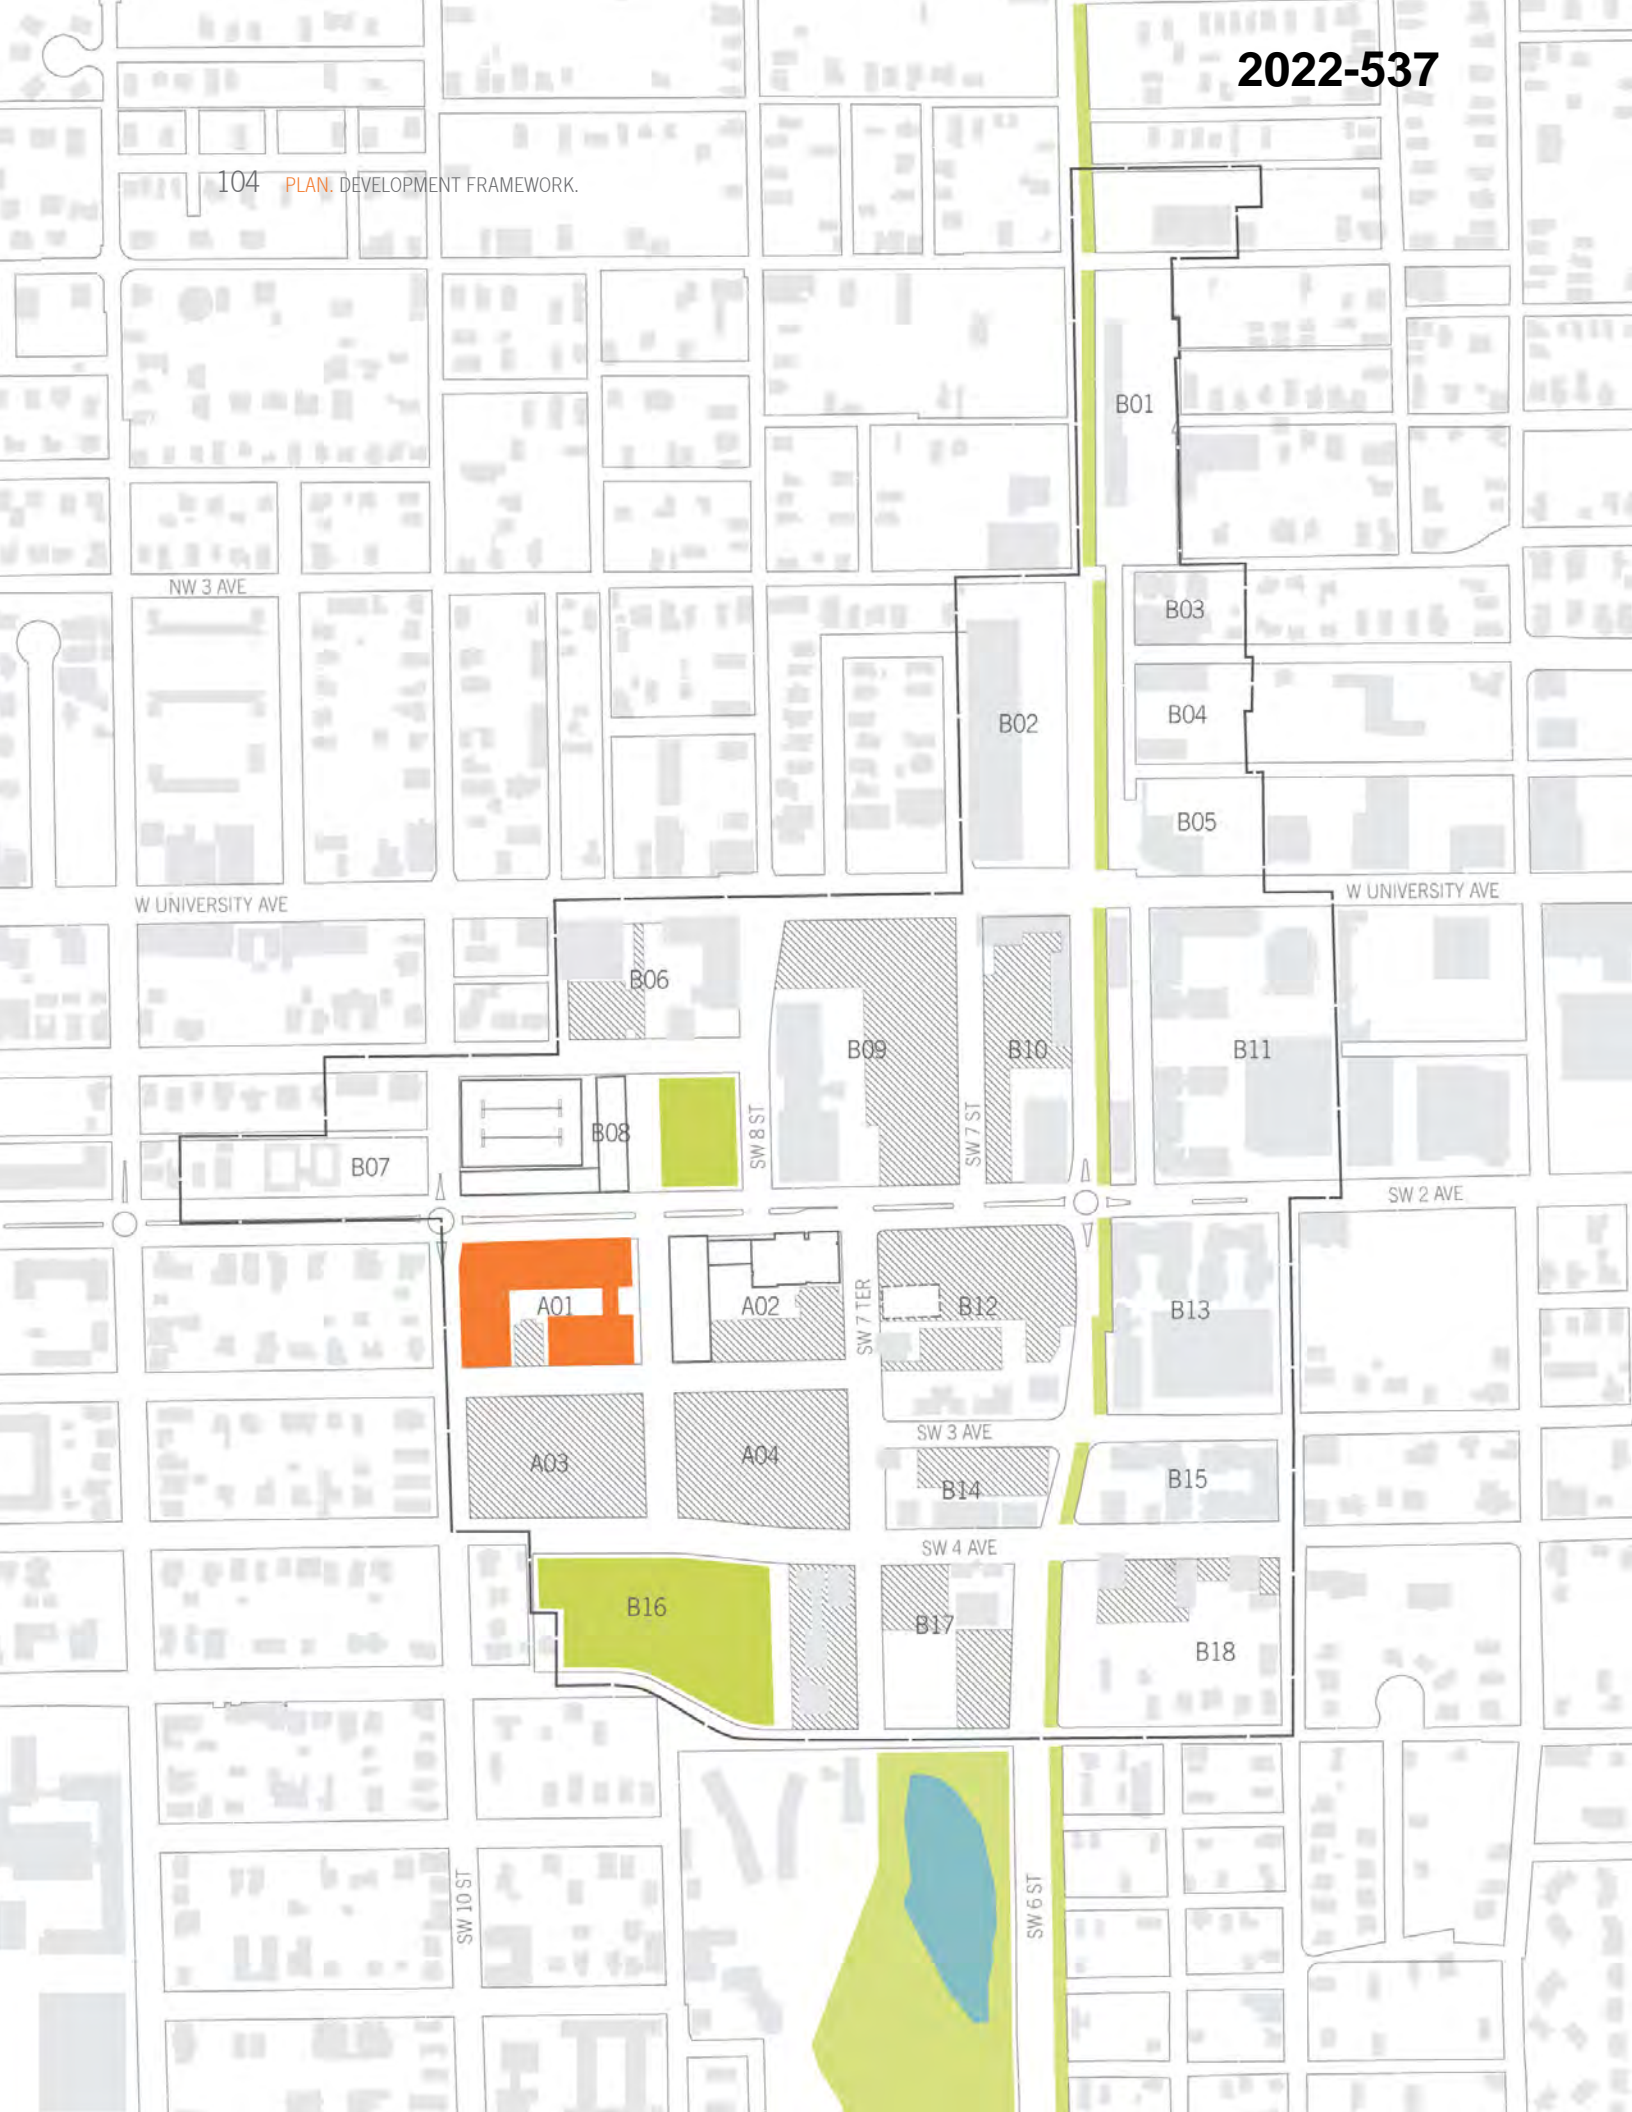 2022-537
104 PLAN. DEVELOPMENT FRAMEWORK.
B01
NW 3 AVE
B03
B04
B02
B05
W UNIVERSITY AVE
W UNIVERSITY AVE
B06
B09
B10
B11
SW 8 ST
SW 7 ST
B08
B07
SW 2 AVE
A01
A02
SW 7 TER
B12
B13
SW 3 AVE
A03
A04
B14
B15
SW 4 AVE
B16
B17
B18
SW 10 ST
SW 6 ST